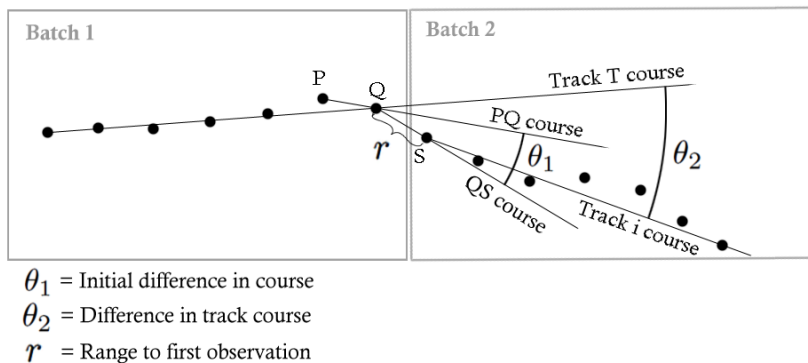 Batch 1
Batch 2
P
Q
Track T course
PQ course
r
S
θ₁
θ₂
QS course
Track i course
θ₁ = Initial difference in course
θ₂ = Difference in track course
r = Range to first observation